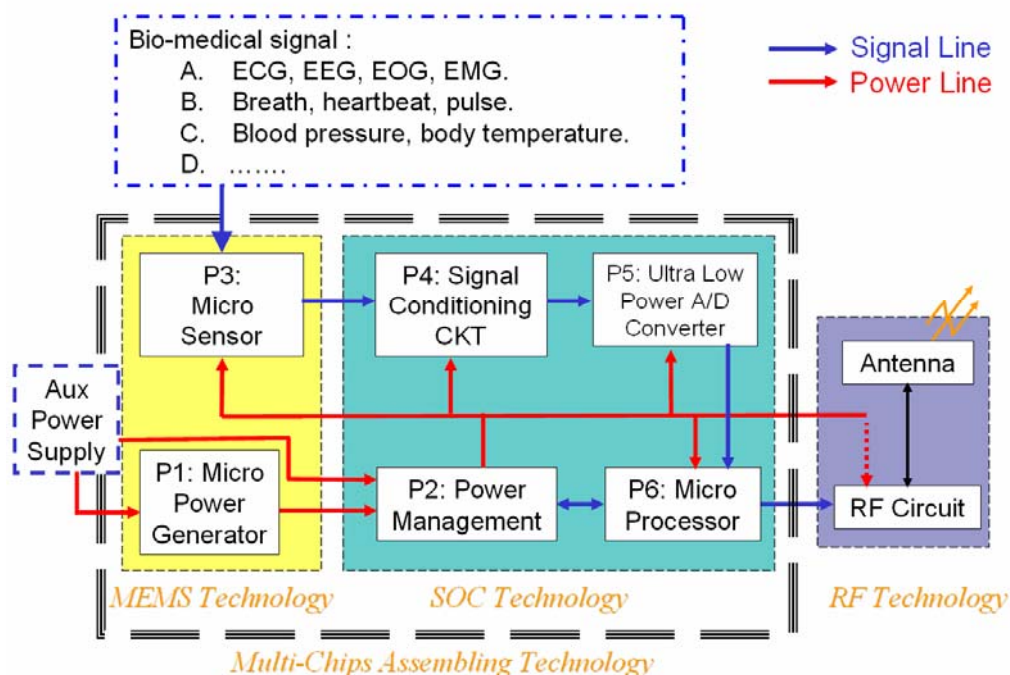 Bio-medical signal :
A. ECG, EEG, EOG, EMG.
B. Breath, heartbeat, pulse.
C. Blood pressure, body temperature.
D. .......
Signal Line
Power Line
P3:
Micro
Sensor
P4: Signal
Conditioning
CKT
P5: Ultra Low
Power A/D
Converter
Antenna
Aux
Power
Supply
P1: Micro
Power
Generator
P2: Power
Management
P6: Micro
Processor
RF Circuit
MEMS Technology
SOC Technology
RF Technology
Multi-Chips Assembling Technology